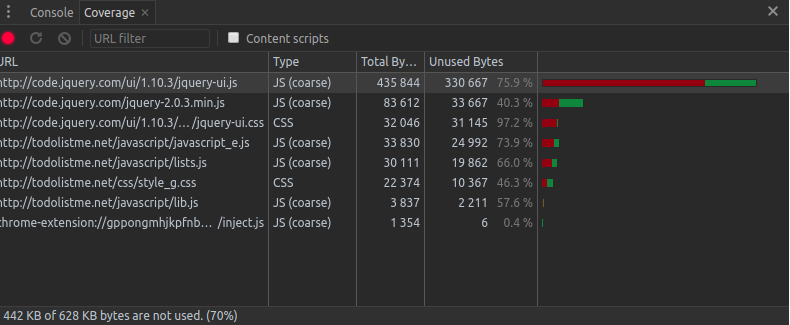 Console Coverage
URL filter Content scripts
URL Type Total By... Unused Bytes
http://code.jquery.com/ui/1.10.3/jquery-ui.js JS (coarse) 435 844 330 667 75.9 %
http://code.jquery.com/jquery-2.0.3.min.js JS (coarse) 83 612 33 667 40.3 %
http://code.jquery.com/ui/1.10.3/... /jquery-ui.css CSS 32 046 31 145 97.2 %
http://todolistme.net/javascript/javascript_e.js JS (coarse) 33 830 24 992 73.9 %
http://todolistme.net/javascript/lists.js JS (coarse) 30 111 19 862 66.0 %
http://todolistme.net/css/style_g.css CSS 22 374 10 367 46.3 %
http://todolistme.net/javascript/lib.js JS (coarse) 3 837 2 211 57.6 %
chrome-extension://gppongmhjkpfnb... /inject.js JS (coarse) 1 354 6 0.4 %
442 KB of 628 KB bytes are not used. (70%)